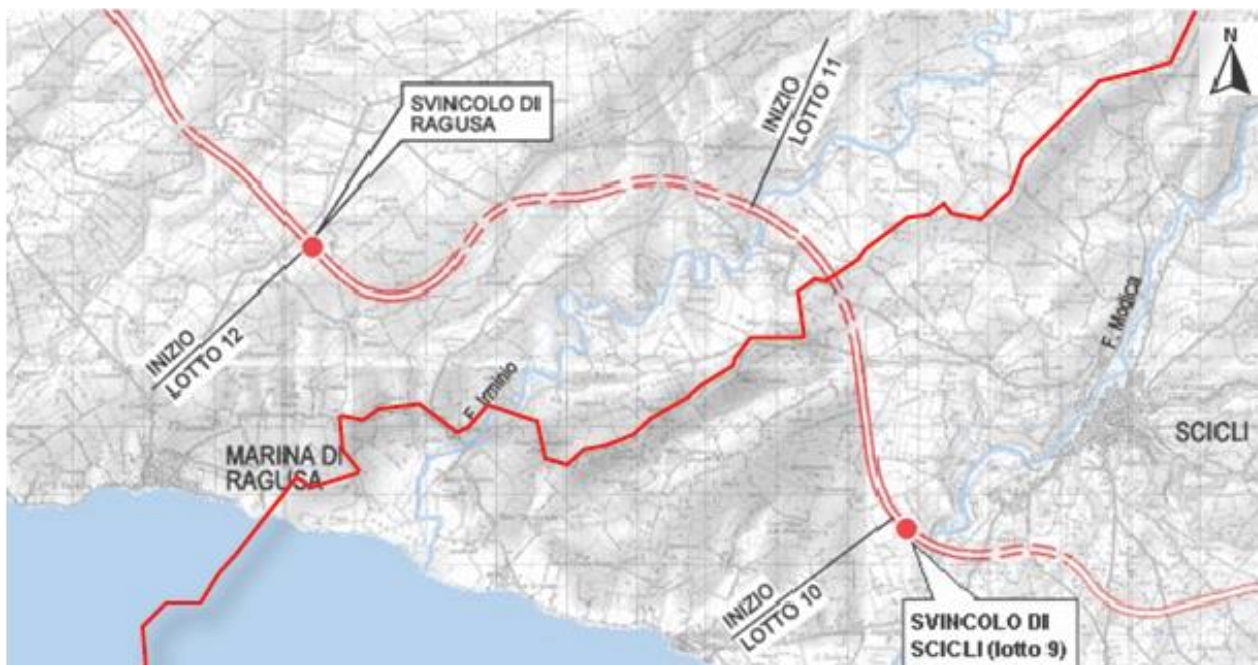 N
SVINCOLO DI
RAGUSA
INIZIO
LOTTO 11
INIZIO
LOTTO 12
F. Modica
F. Irminio
SCICLI
MARINA DI
RAGUSA
INIZIO
LOTTO 10
SVINCOLO DI
SCICLI (lotto 9)